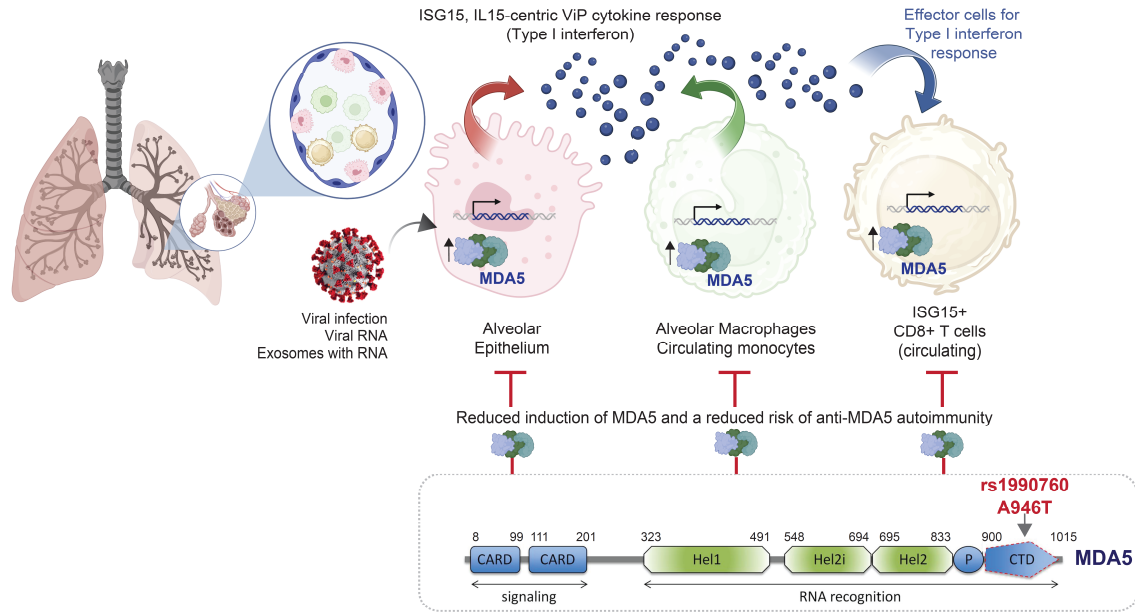 ISG15, IL15-centric ViP cytokine response
(Type I interferon)
Effector cells for
Type I interferon
response
MDA5
MDA5
MDA5
Viral infection
Viral RNA
Exosomes with RNA
Alveolar
Epithelium
Alveolar Macrophages
Circulating monocytes
ISG15+
CD8+ T cells
(circulating)
Reduced induction of MDA5 and a reduced risk of anti-MDA5 autoimmunity
rs1990760
A946T
8 99 111 201 323 491 548 694 695 833 900 1015
CARD CARD Hel1 Hel2i Hel2 P CTD MDA5
signaling RNA recognition